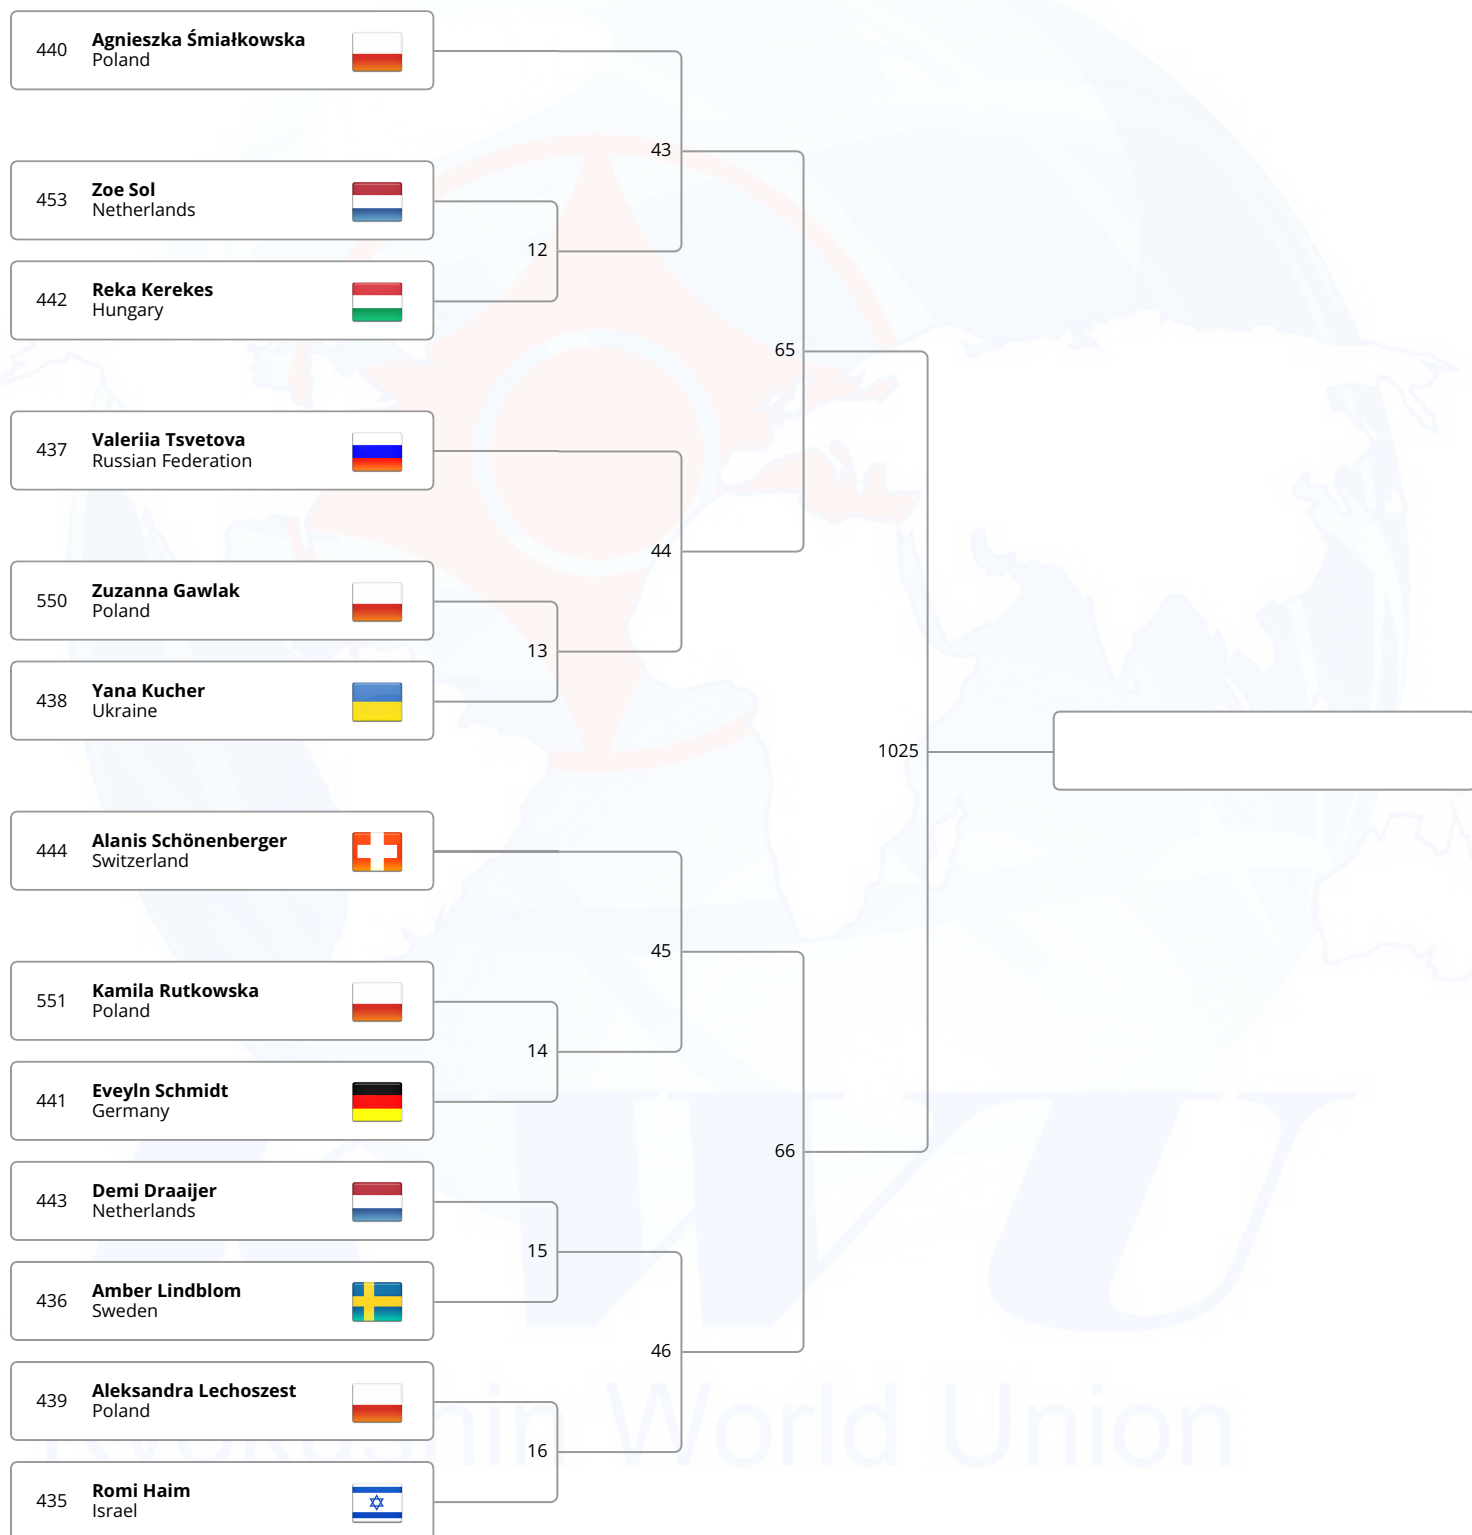 440
Agnieszka Śmiałkowska
Poland
43
453
Zoe Sol
Netherlands
12
442
Reka Kerekes
Hungary
65
437
Valeriia Tsvetova
Russian Federation
44
550
Zuzanna Gawlak
Poland
13
438
Yana Kucher
Ukraine
1025
444
Alanis Schönenberger
Switzerland
45
551
Kamila Rutkowska
Poland
14
441
Eveyln Schmidt
Germany
66
443
Demi Draaijer
Netherlands
15
436
Amber Lindblom
Sweden
46
439
Aleksandra Lechoszest
Poland
16
435
Romi Haim
Israel
KWU
Kyokushin World Union